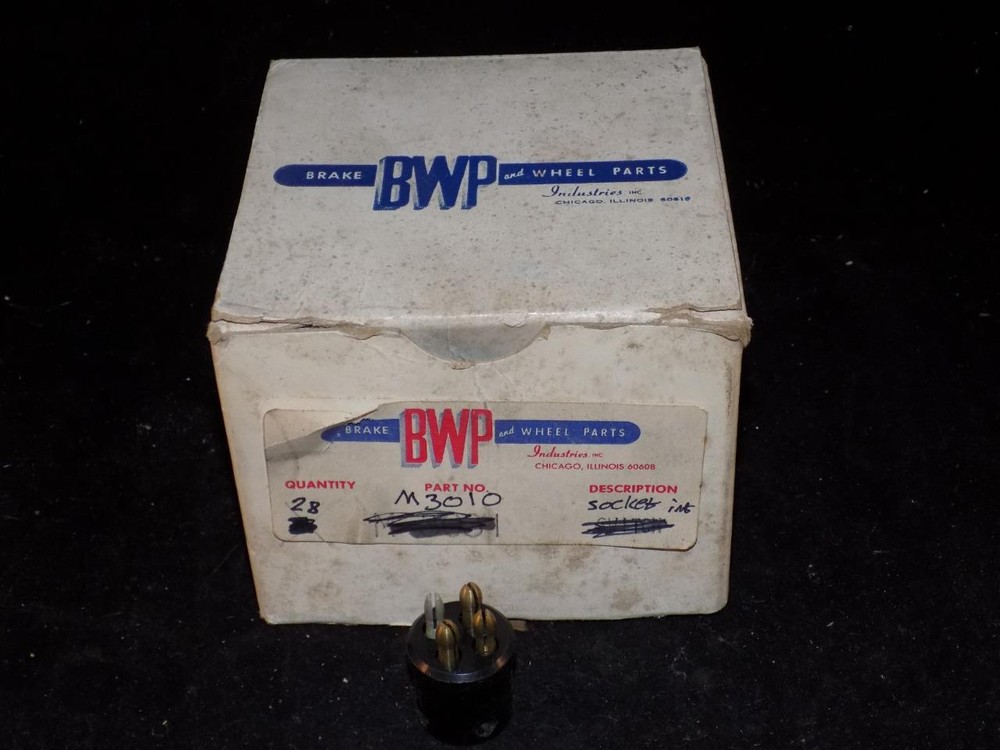 BRAKE BWP and WHEEL PARTS
Industries INC.
CHICAGO, ILLINOIS
BRAKE BWP and WHEEL PARTS
Industries INC
CHICAGO, ILLINOIS 60608
QUANTITY PART NO. DESCRIPTION
28 M3010 socket